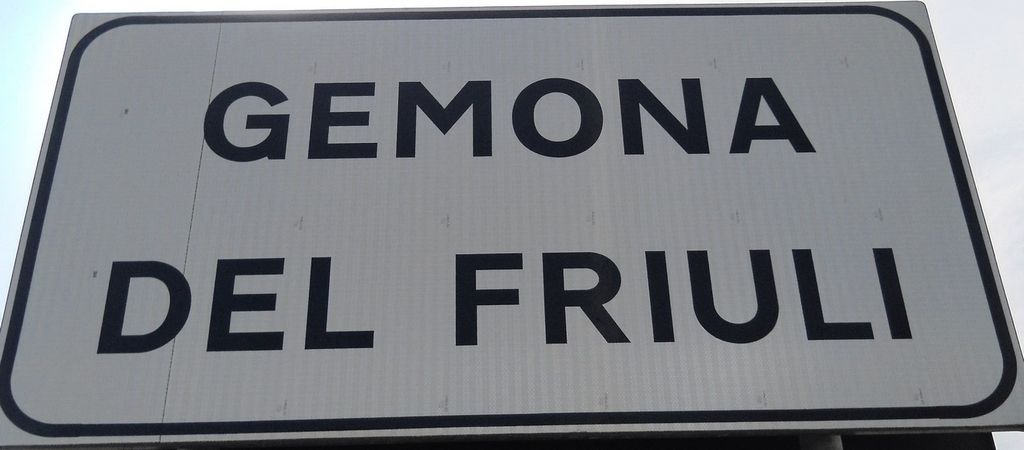 GEMONA
DEL FRIULI